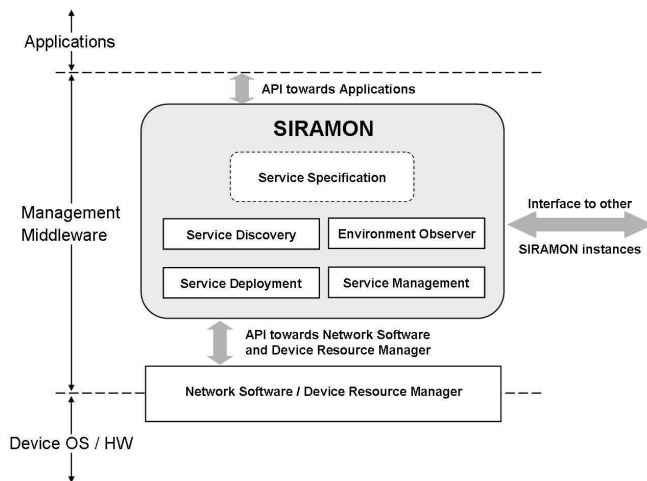 Applications
API towards Applications
SIRAMON
Service Specification
Management
Middleware
Service Discovery
Environment Observer
Interface to other
SIRAMON instances
Service Deployment
Service Management
API towards Network Software
and Device Resource Manager
Network Software / Device Resource Manager
Device OS / HW